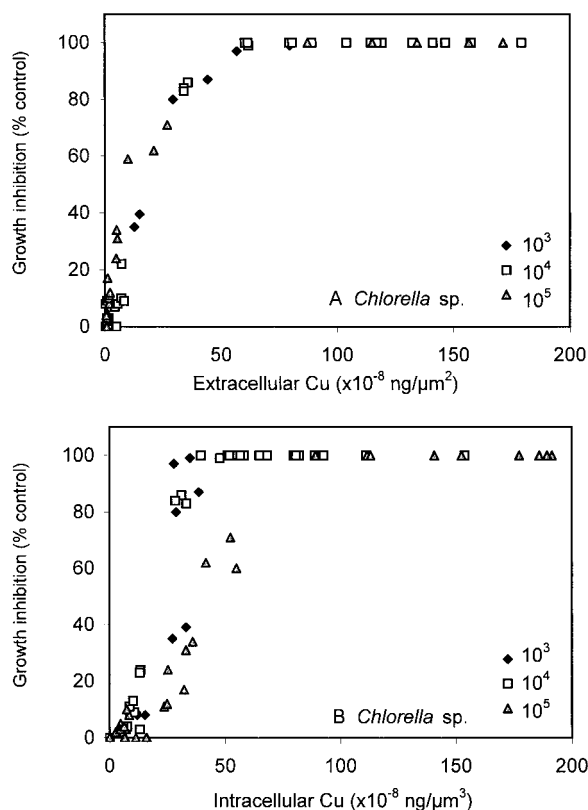 Growth inhibition (% control)
100
80
60
40
20
0
◆ 10³
□ 10⁴
A Chlorella sp. △ 10⁵
0 50 100 150 200
Extracellular Cu (x10⁻⁸ ng/µm²)
Growth inhibition (% control)
100
80
60
40
20
0
◆ 10³
□ 10⁴
B Chlorella sp. △ 10⁵
0 50 100 150 200
Intracellular Cu (x10⁻⁸ ng/µm³)